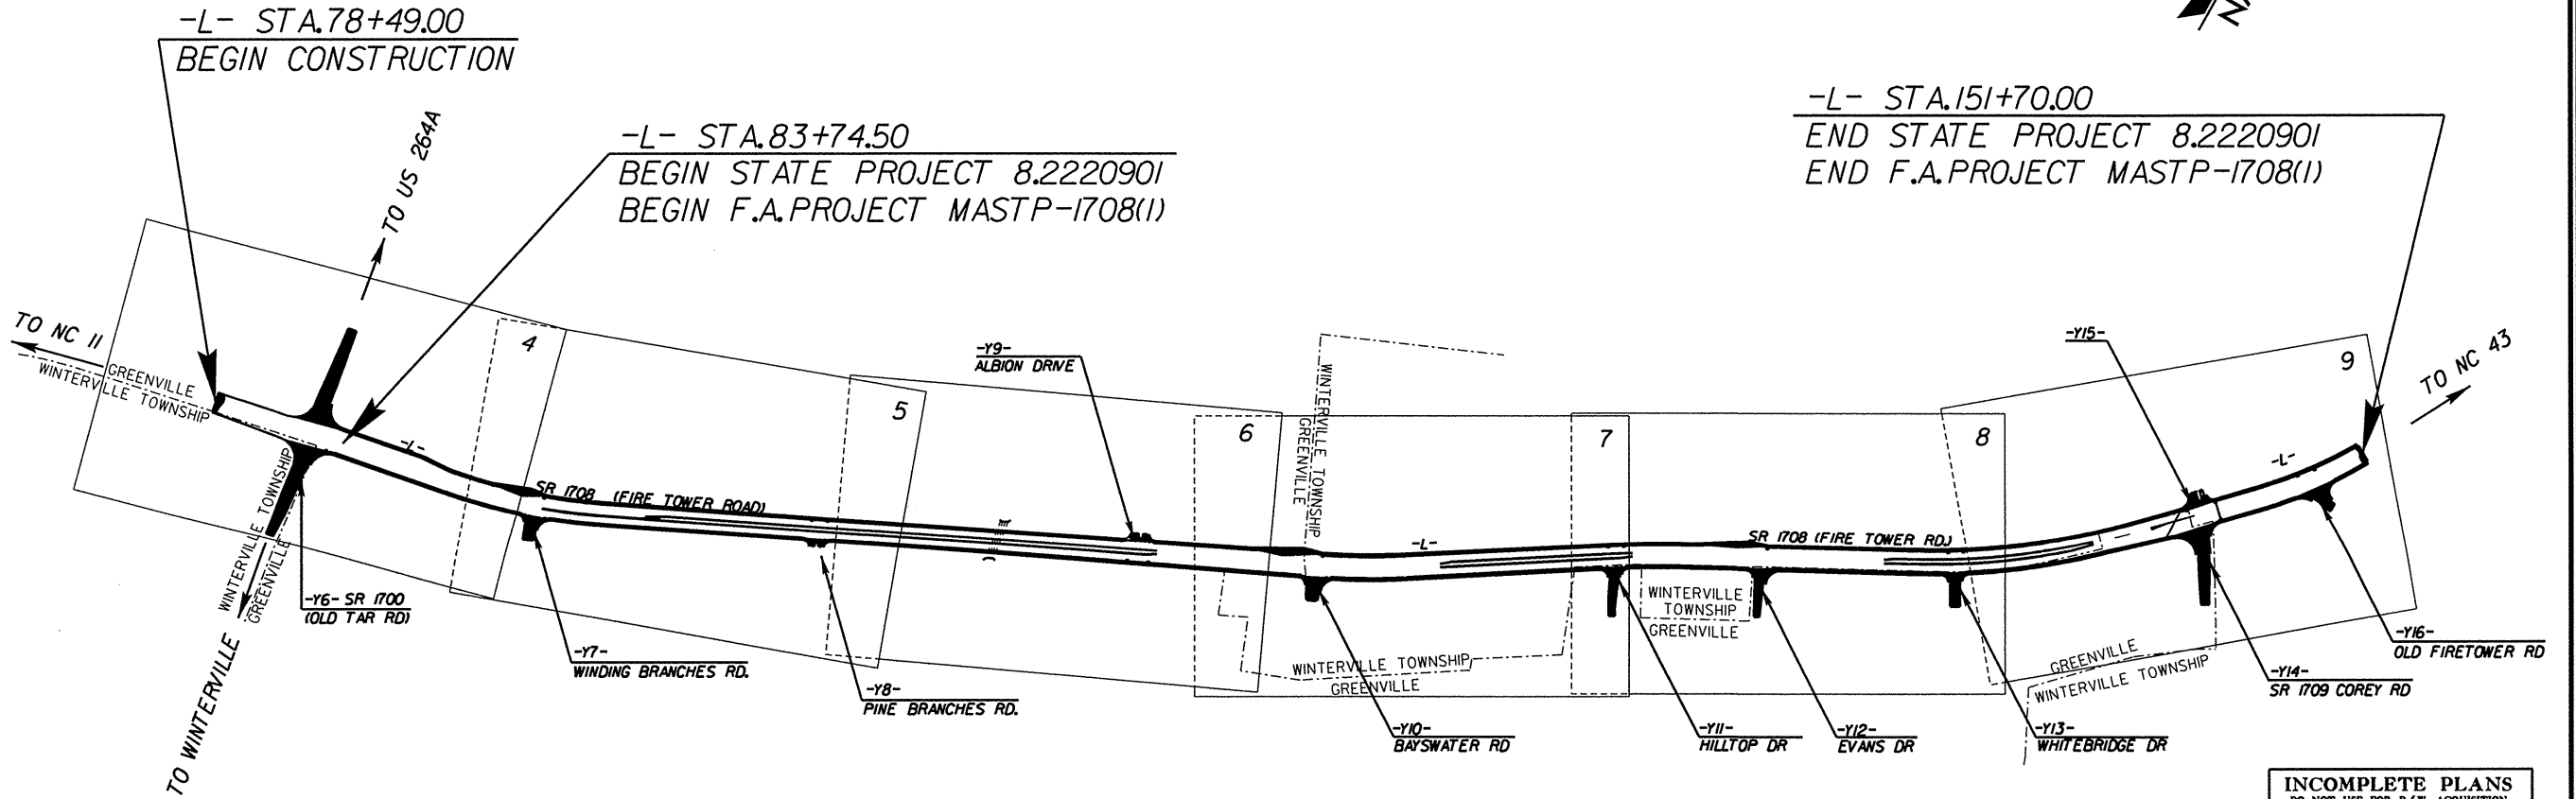 -L- STA.78+49.00
BEGIN CONSTRUCTION
-L- STA.83+74.50
BEGIN STATE PROJECT 8.2220901
BEGIN F.A.PROJECT MASTP-1708(1)
-L- STA.151+70.00
END STATE PROJECT 8.2220901
END F.A.PROJECT MASTP-1708(1)
N
TO US 264A
TO NC 11
GREENVILLE
WINTERVILLE TOWNSHIP
4
5
6
7
8
9
-Y9-
ALBION DRIVE
-Y15-
TO NC 43
-L-
SR 1708 (FIRE TOWER ROAD)
WINTERVILLE TOWNSHIP
GREENVILLE
-L-
SR 1708 (FIRE TOWER RD.)
-L-
WINTERVILLE TOWNSHIP
GREENVILLE
TO WINTERVILLE
-Y6- SR 1700
(OLD TAR RD)
-Y7-
WINDING BRANCHES RD.
-Y8-
PINE BRANCHES RD.
WINTERVILLE TOWNSHIP
GREENVILLE
WINTERVILLE
TOWNSHIP
GREENVILLE
-Y10-
BAYSWATER RD
-Y11-
HILLTOP DR
-Y12-
EVANS DR
-Y13-
WHITEBRIDGE DR
GREENVILLE
WINTERVILLE TOWNSHIP
-Y14-
SR 1709 COREY RD
-Y16-
OLD FIRETOWER RD
INCOMPLETE PLANS
DO NOT USE FOR R/W ACQUISITION